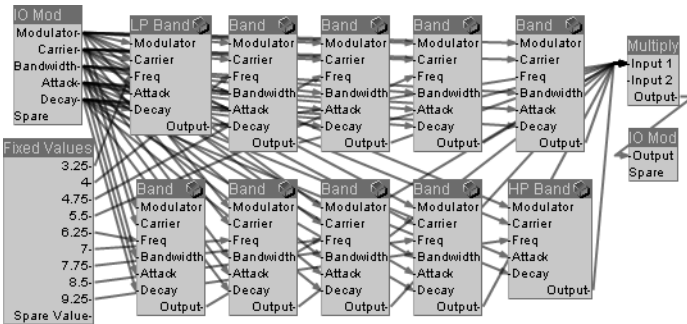 IO Mod
Modulator
Carrier
Bandwidth
Attack
Decay
Spare
Fixed Values
3.25
4
4.75
5.5
6.25
7
7.75
8.5
9.25
Spare Value
LP Band
Modulator
Carrier
Freq
Attack
Decay
Output
Band
Modulator
Carrier
Freq
Bandwidth
Attack
Decay
Output
Band
Modulator
Carrier
Freq
Bandwidth
Attack
Decay
Output
Band
Modulator
Carrier
Freq
Bandwidth
Attack
Decay
Output
Band
Modulator
Carrier
Freq
Bandwidth
Attack
Decay
Output
Band
Modulator
Carrier
Freq
Bandwidth
Attack
Decay
Output
Band
Modulator
Carrier
Freq
Bandwidth
Attack
Decay
Output
Band
Modulator
Carrier
Freq
Bandwidth
Attack
Decay
Output
Band
Modulator
Carrier
Freq
Bandwidth
Attack
Decay
Output
HP Band
Modulator
Carrier
Freq
Attack
Decay
Output
Multiply
Input 1
Input 2
Output
IO Mod
Output
Spare